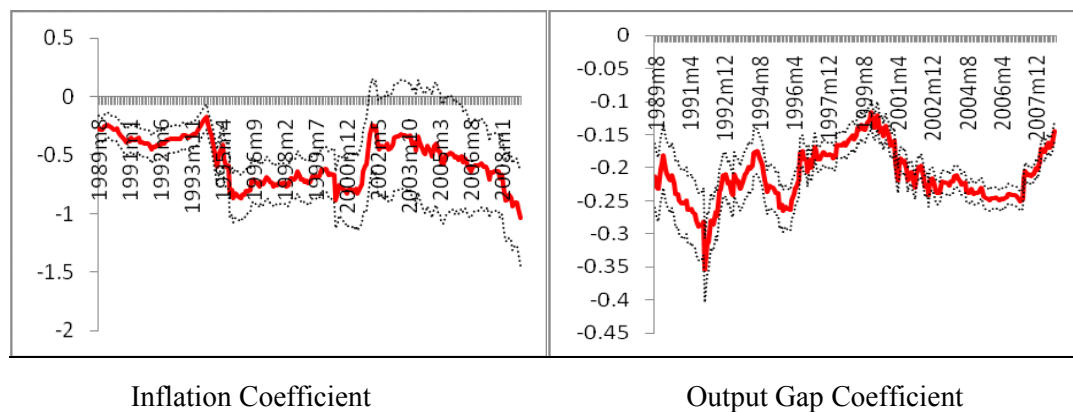 0.5
0
-0.5
-1
-1.5
-2
1989m8
1991m1
1992m6
1993m11
1995m4
1996m9
1998m2
1999m7
2000m12
2002m5
2003m10
2005m3
2006m8
2008m1
0
-0.05
-0.1
-0.15
-0.2
-0.25
-0.3
-0.35
-0.4
-0.45
1989m8
1991m4
1992m12
1994m8
1996m4
1997m12
1999m8
2001m4
2002m12
2004m8
2006m4
2007m12
Inflation Coefficient
Output Gap Coefficient